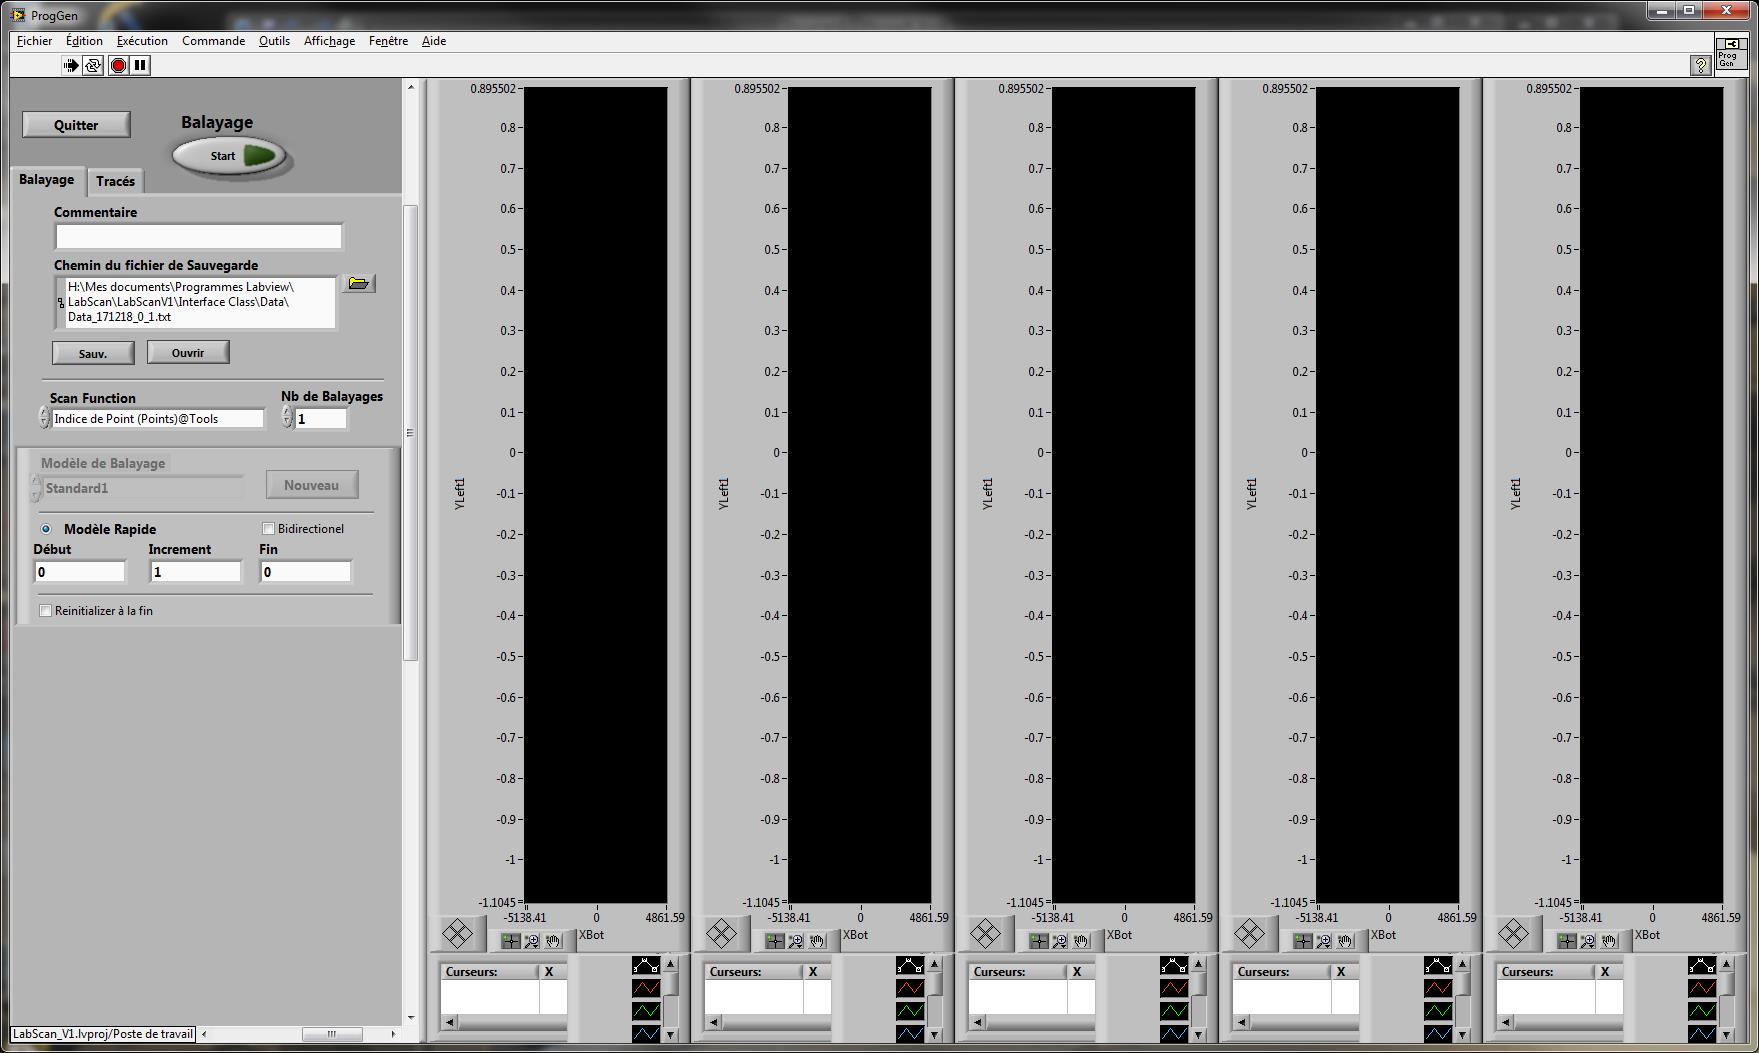 ProgGen
Fichier Édition Exécution Commande Outils Affichage Fenêtre Aide
?
Prog
Gen
Quitter
Balayage
Start
Balayage Tracés
Commentaire
Chemin du fichier de Sauvegarde
H:\Mes documents\Programmes Labview\
LabScan\LabScanV1\Interface Class\Data\
Data_171218_0_1.txt
Sauv. Ouvrir
Scan Function Nb de Balayages
Indice de Point (Points)@Tools 1
Modèle de Balayage
Standard1 Nouveau
Modèle Rapide Bidirectionel
Début Increment Fin
0 1 0
Reinitializer à la fin
LabScan_V1.lvproj/Poste de travail
0.895502
0.8
0.7
0.6
0.5
0.4
0.3
0.2
0.1
0
-0.1
-0.2
-0.3
-0.4
-0.5
-0.6
-0.7
-0.8
-0.9
-1
-1.1045
YLeft1
-5138.41 0 4861.59
XBot
Curseurs: X
0.895502
0.8
0.7
0.6
0.5
0.4
0.3
0.2
0.1
0
-0.1
-0.2
-0.3
-0.4
-0.5
-0.6
-0.7
-0.8
-0.9
-1
-1.1045
YLeft1
-5138.41 0 4861.59
XBot
Curseurs: X
0.895502
0.8
0.7
0.6
0.5
0.4
0.3
0.2
0.1
0
-0.1
-0.2
-0.3
-0.4
-0.5
-0.6
-0.7
-0.8
-0.9
-1
-1.1045
YLeft1
-5138.41 0 4861.59
XBot
Curseurs: X
0.895502
0.8
0.7
0.6
0.5
0.4
0.3
0.2
0.1
0
-0.1
-0.2
-0.3
-0.4
-0.5
-0.6
-0.7
-0.8
-0.9
-1
-1.1045
YLeft1
-5138.41 0 4861.59
XBot
Curseurs: X
0.895502
0.8
0.7
0.6
0.5
0.4
0.3
0.2
0.1
0
-0.1
-0.2
-0.3
-0.4
-0.5
-0.6
-0.7
-0.8
-0.9
-1
-1.1045
YLeft1
-5138.41 0 4861.59
XBot
Curseurs: X